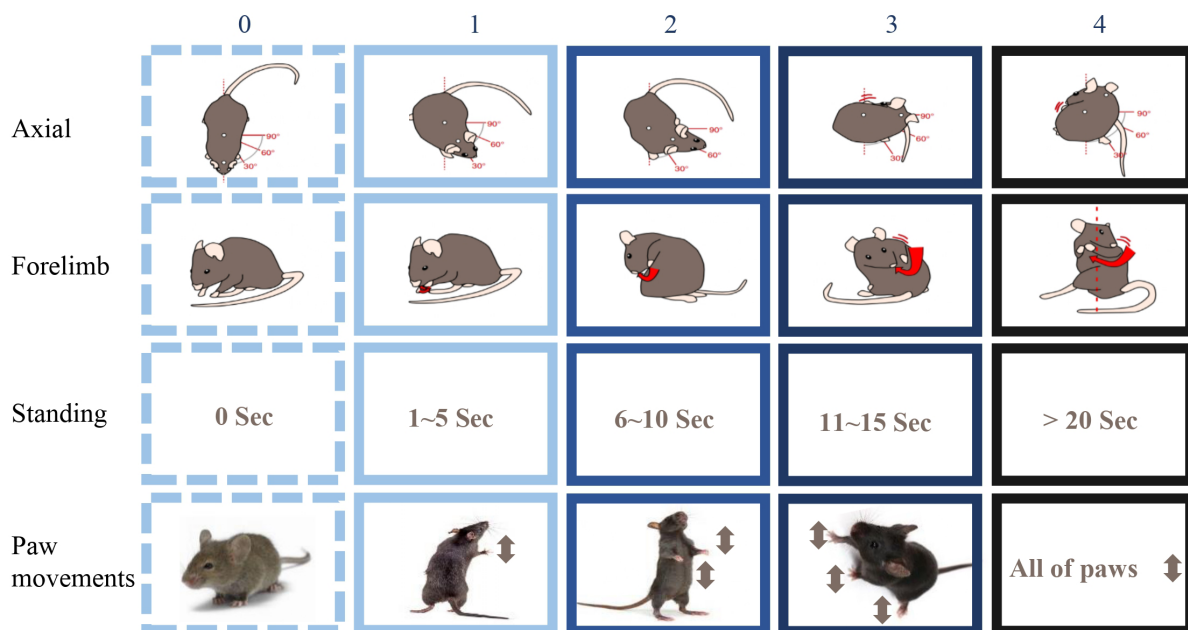 0 1 2 3 4
Axial
90° 60° 30° 90° 60° 30° 90° 60° 30° 90° 60° 30° 90° 60° 30°
Forelimb
Standing
0 Sec 1~5 Sec 6~10 Sec 11~15 Sec > 20 Sec
Paw
movements
All of paws